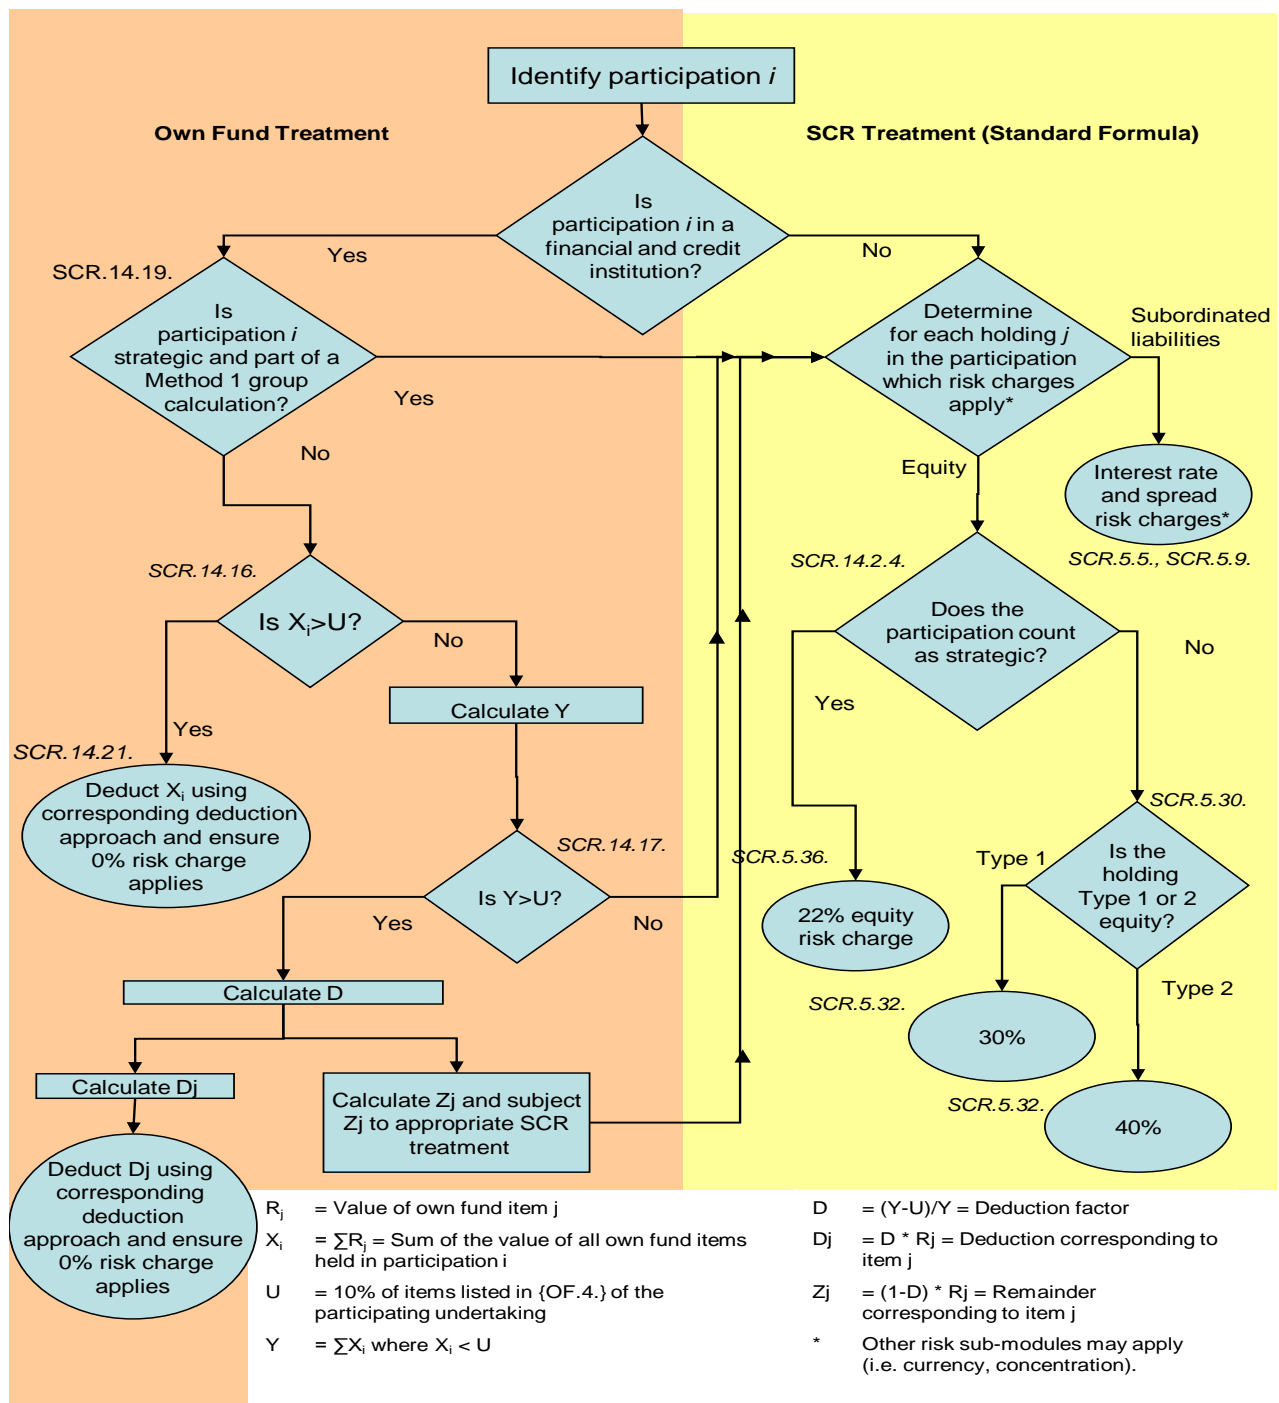 Identify participation i
Own Fund Treatment
SCR Treatment (Standard Formula)
Is
participation i in a
financial and credit
institution?
Yes
No
SCR.14.19.
Is
participation i
strategic and part of a
Method 1 group
calculation?
Yes
No
Determine
for each holding j
in the participation
which risk charges
apply*
Subordinated
liabilities
Equity
Interest rate
and spread
risk charges*
SCR.5.5., SCR.5.9.
SCR.14.16.
Is Xi>U?
No
Yes
SCR.14.2.4.
Does the
participation count
as strategic?
No
Yes
Calculate Y
SCR.14.21.
Deduct Xi using
corresponding deduction
approach and ensure
0% risk charge
applies
SCR.14.17.
Is Y>U?
Yes
No
SCR.5.36.
22% equity
risk charge
SCR.5.30.
Type 1
Is the
holding
Type 1 or 2
equity?
Type 2
SCR.5.32.
30%
SCR.5.32.
40%
Calculate D
Calculate Dj
Calculate Zj and subject
Zj to appropriate SCR
treatment
Deduct Dj using
corresponding
deduction
approach and ensure
0% risk charge
applies
Rj = Value of own fund item j
Xi = ∑Rj = Sum of the value of all own fund items
held in participation i
U = 10% of items listed in {OF.4.} of the
participating undertaking
Y = ∑Xi where Xi < U
D = (Y-U)/Y = Deduction factor
Dj = D * Rj = Deduction corresponding to
item j
Zj = (1-D) * Rj = Remainder
corresponding to item j
* Other risk sub-modules may apply
(i.e. currency, concentration).